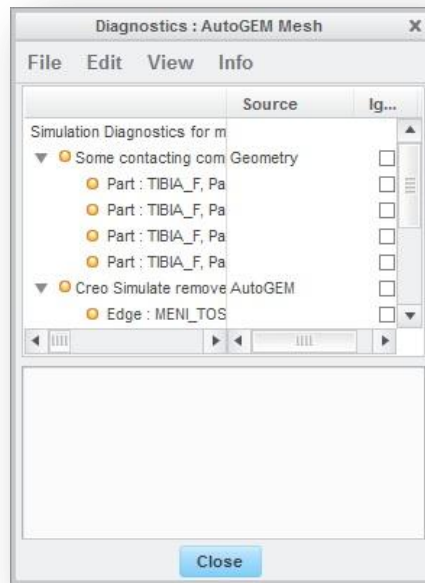 Diagnostics : AutoGEM Mesh
File Edit View Info
Source Ig...
Simulation Diagnostics for m
Some contacting com Geometry
Part : TIBIA_F, Pa
Part : TIBIA_F, Pa
Part : TIBIA_F, Pa
Part : TIBIA_F, Pa
Creo Simulate remove AutoGEM
Edge : MENI_TOS
Close